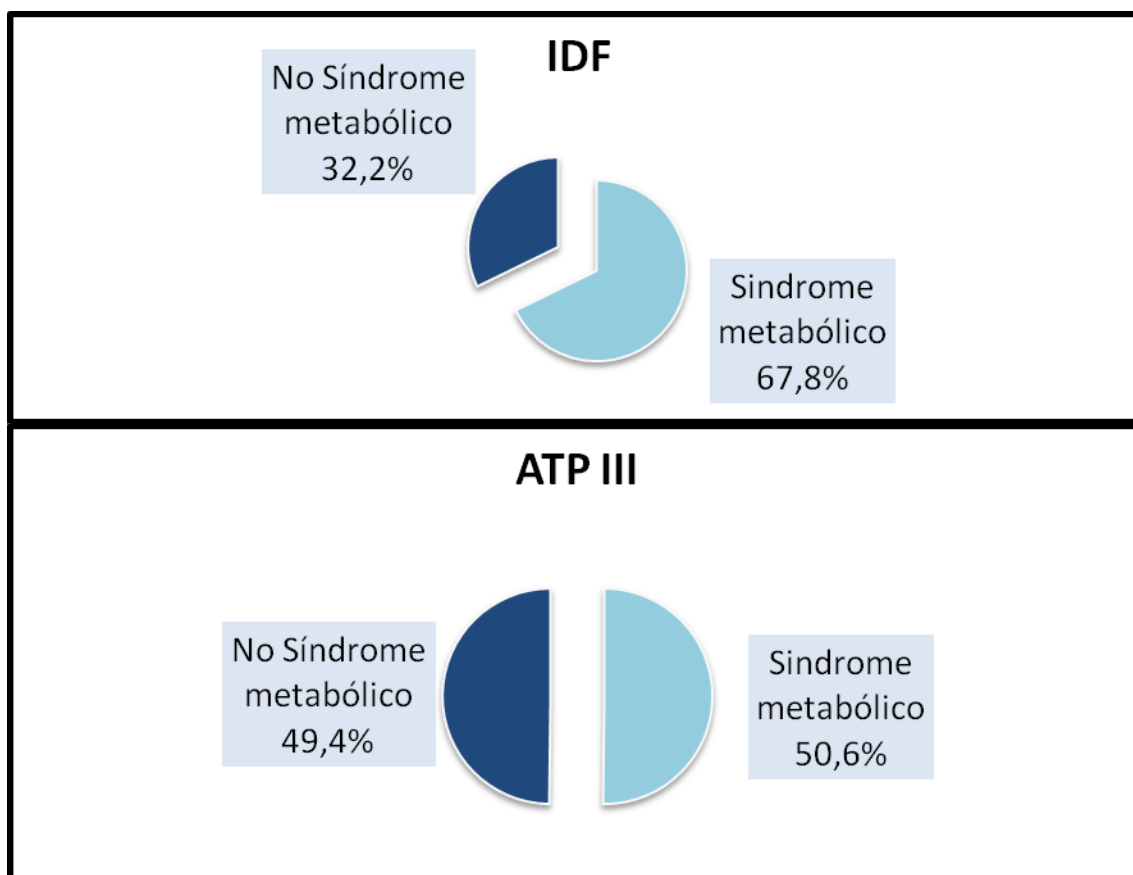 IDF
No Síndrome
metabólico
32,2%
Sindrome
metabólico
67,8%
ATP III
No Síndrome
metabólico
49,4%
Sindrome
metabólico
50,6%